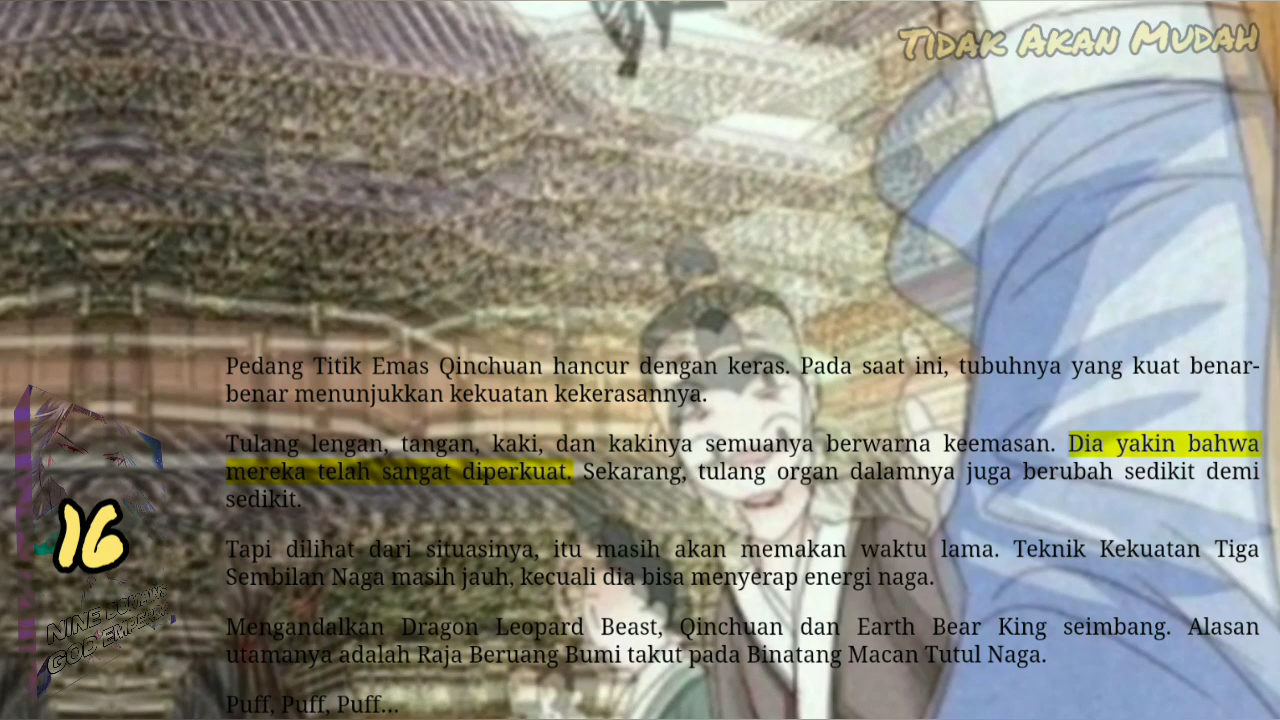 Tidak Akan Mudah
Pedang Titik Emas Qinchuan hancur dengan keras. Pada saat ini, tubuhnya yang kuat benar-
benar menunjukkan kekuatan kekerasannya.
Tulang lengan, tangan, kaki, dan kakinya semuanya berwarna keemasan. Dia yakin bahwa
mereka telah sangat diperkuat. Sekarang, tulang organ dalamnya juga berubah sedikit demi
sedikit.
Tapi dilihat dari situasinya, itu masih akan memakan waktu lama. Teknik Kekuatan Tiga
Sembilan Naga masih jauh, kecuali dia bisa menyerap energi naga.
16
Mengandalkan Dragon Leopard Beast, Qinchuan dan Earth Bear King seimbang. Alasan
utamanya adalah Raja Beruang Bumi takut pada Binatang Macan Tutul Naga.
NINE
GOD EMPEROR
Puff, Puff, Puff...